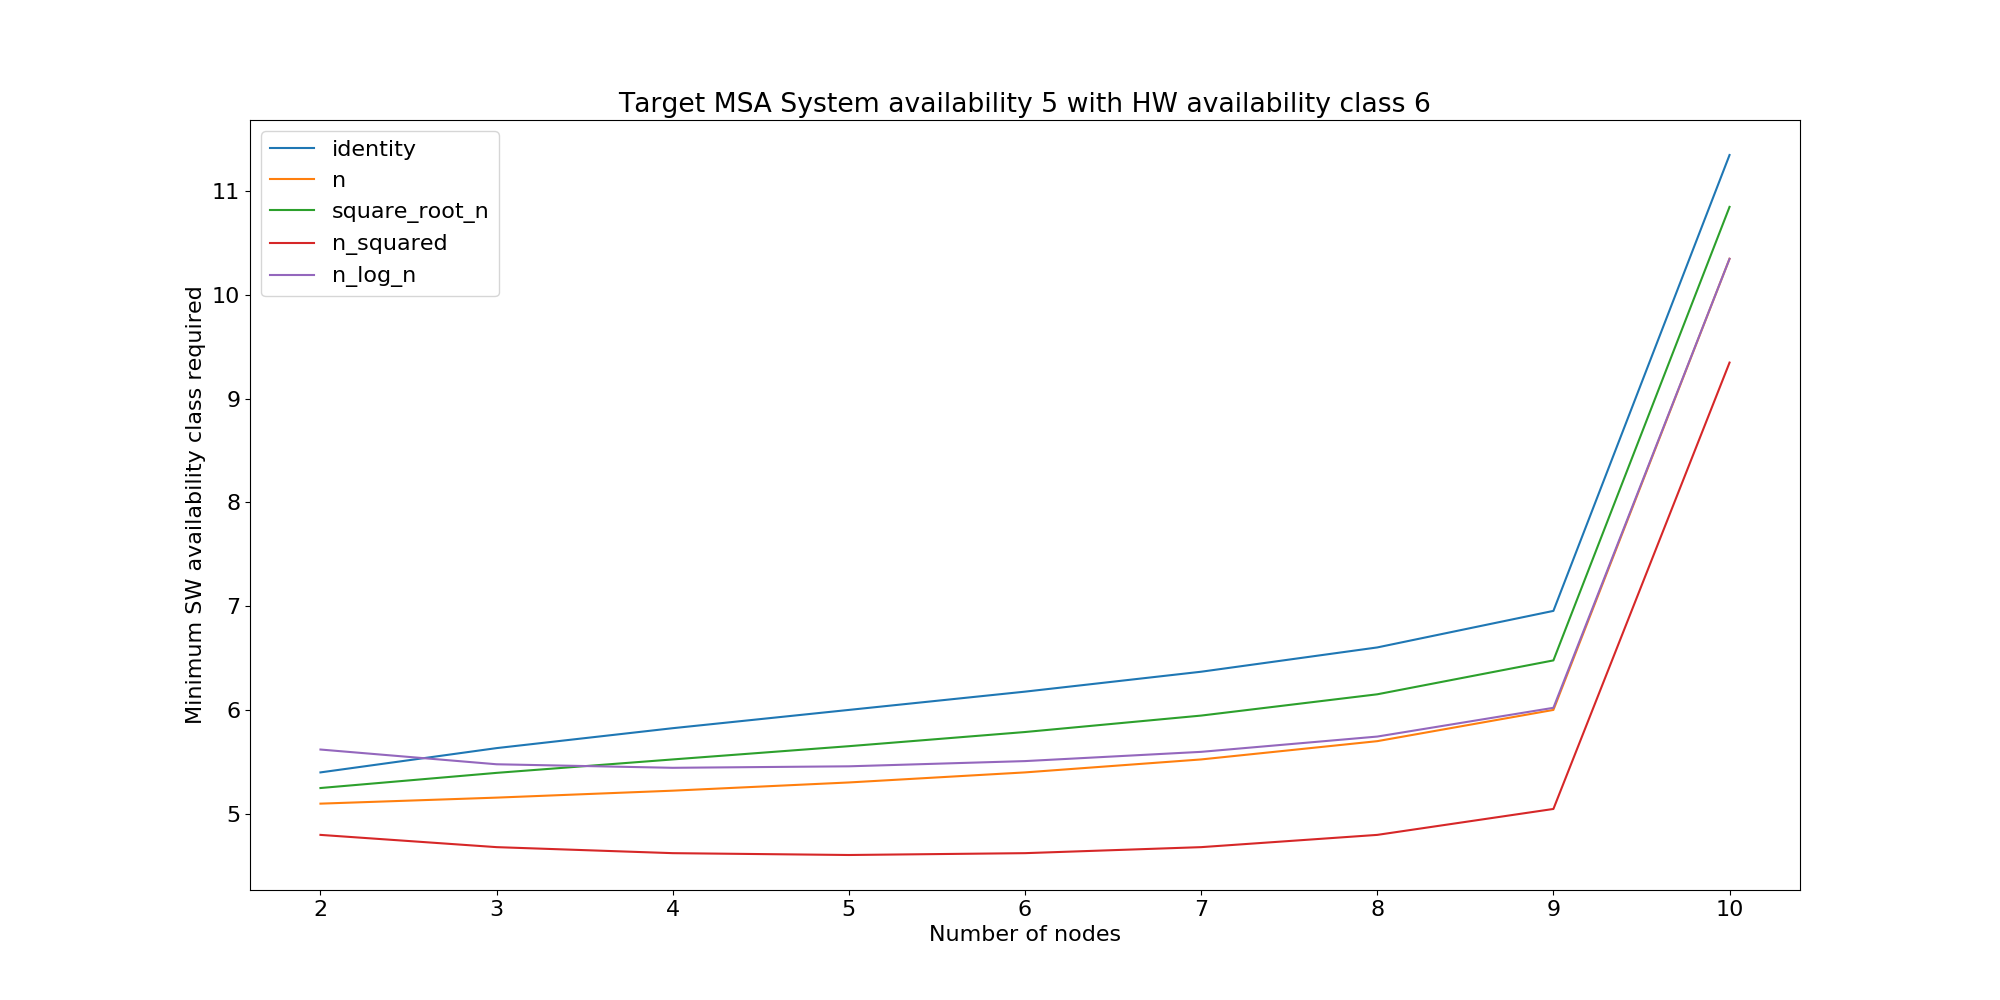 Target MSA System availability 5 with HW availability class 6
identity
n
square_root_n
n_squared
n_log_n
Minimum SW availability class required
11
10
9
8
7
6
5
2 3 4 5 6 7 8 9 10
Number of nodes